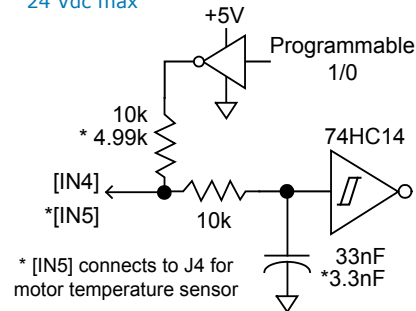 24 Vdc max
+5V
Programmable
1/0
10k
* 4.99k
74HC14
[IN4]
*[IN5]
10k
33nF
*3.3nF
* [IN5] connects to J4 for
motor temperature sensor